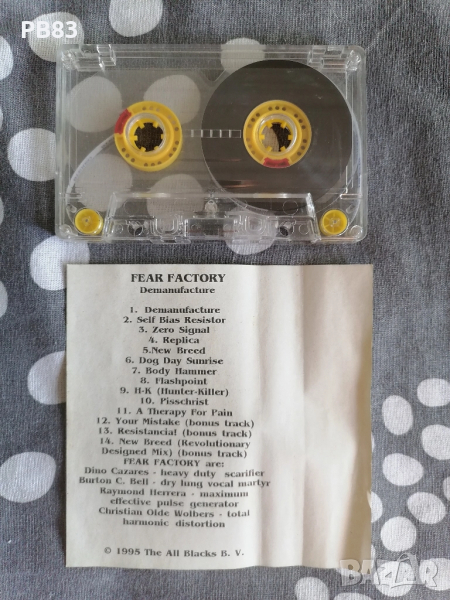 PB83
FEAR FACTORY
Demanufacture
1. Demanufacture
2. Self Bias Resistor
3. Zero Signal
4. Replica
5.New Breed
6. Dog Day Sunrise
7. Body Hammer
8. Flashpoint
9. H-K (Hunter-Killer)
10. Pisschrist
11. A Therapy For Pain
12. Your Mistake (bonus track)
13. Resistancia! (bonus track)
14. New Breed (Revolutionary
Designed Mix) (bonus track)
FEAR FACTORY are:
Dino Cazares - heavy duty scarifier
Burton C. Bell - dry lung vocal martyr
Raymond Herrera - maximum
effective pulse generator
Christian Olde Wolbers - total
harmonic distortion
© 1995 The All Blacks B. V.
BAZAR